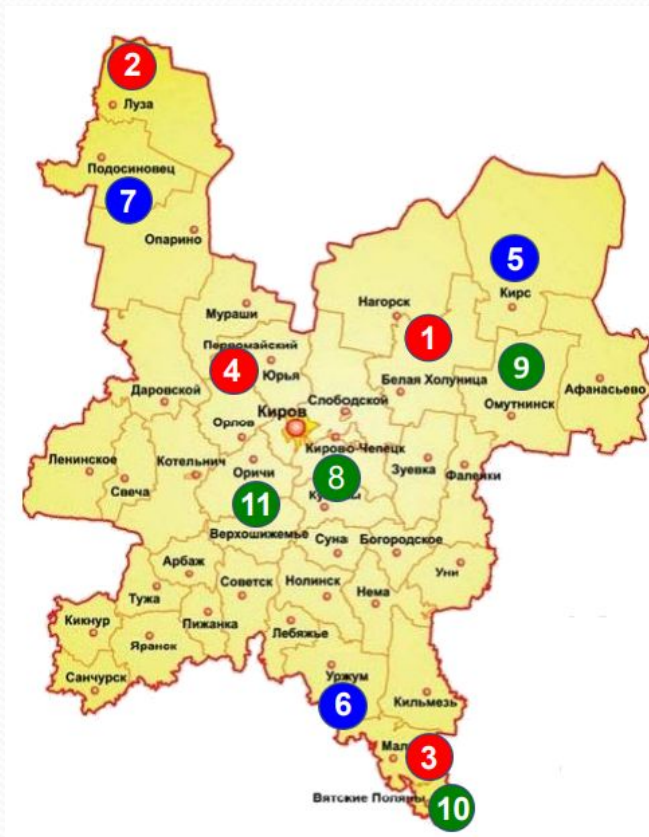 2
Луза
Подосиновец
7
Опарино
5
Кирс
Нагорск
Мураши
1
Первомайский
4
Юрья
9
Белая Холуница
Афанасьево
Даровской
Слободской
Омутнинск
Киров
Орлов
Кирово-Чепецк
Ленинское
Котельнич
Оричи
8
Зуевка
Фаленки
Свеча
11
Верхошижемье
Суна
Богородское
Арбаж
Уни
Советск
Нолинск
Нема
Тужа
Кикнур
Пижанка
Лебяжье
Яранск
Санчурск
Уржум
6
Кильмезь
3
Вятские Поляны
10